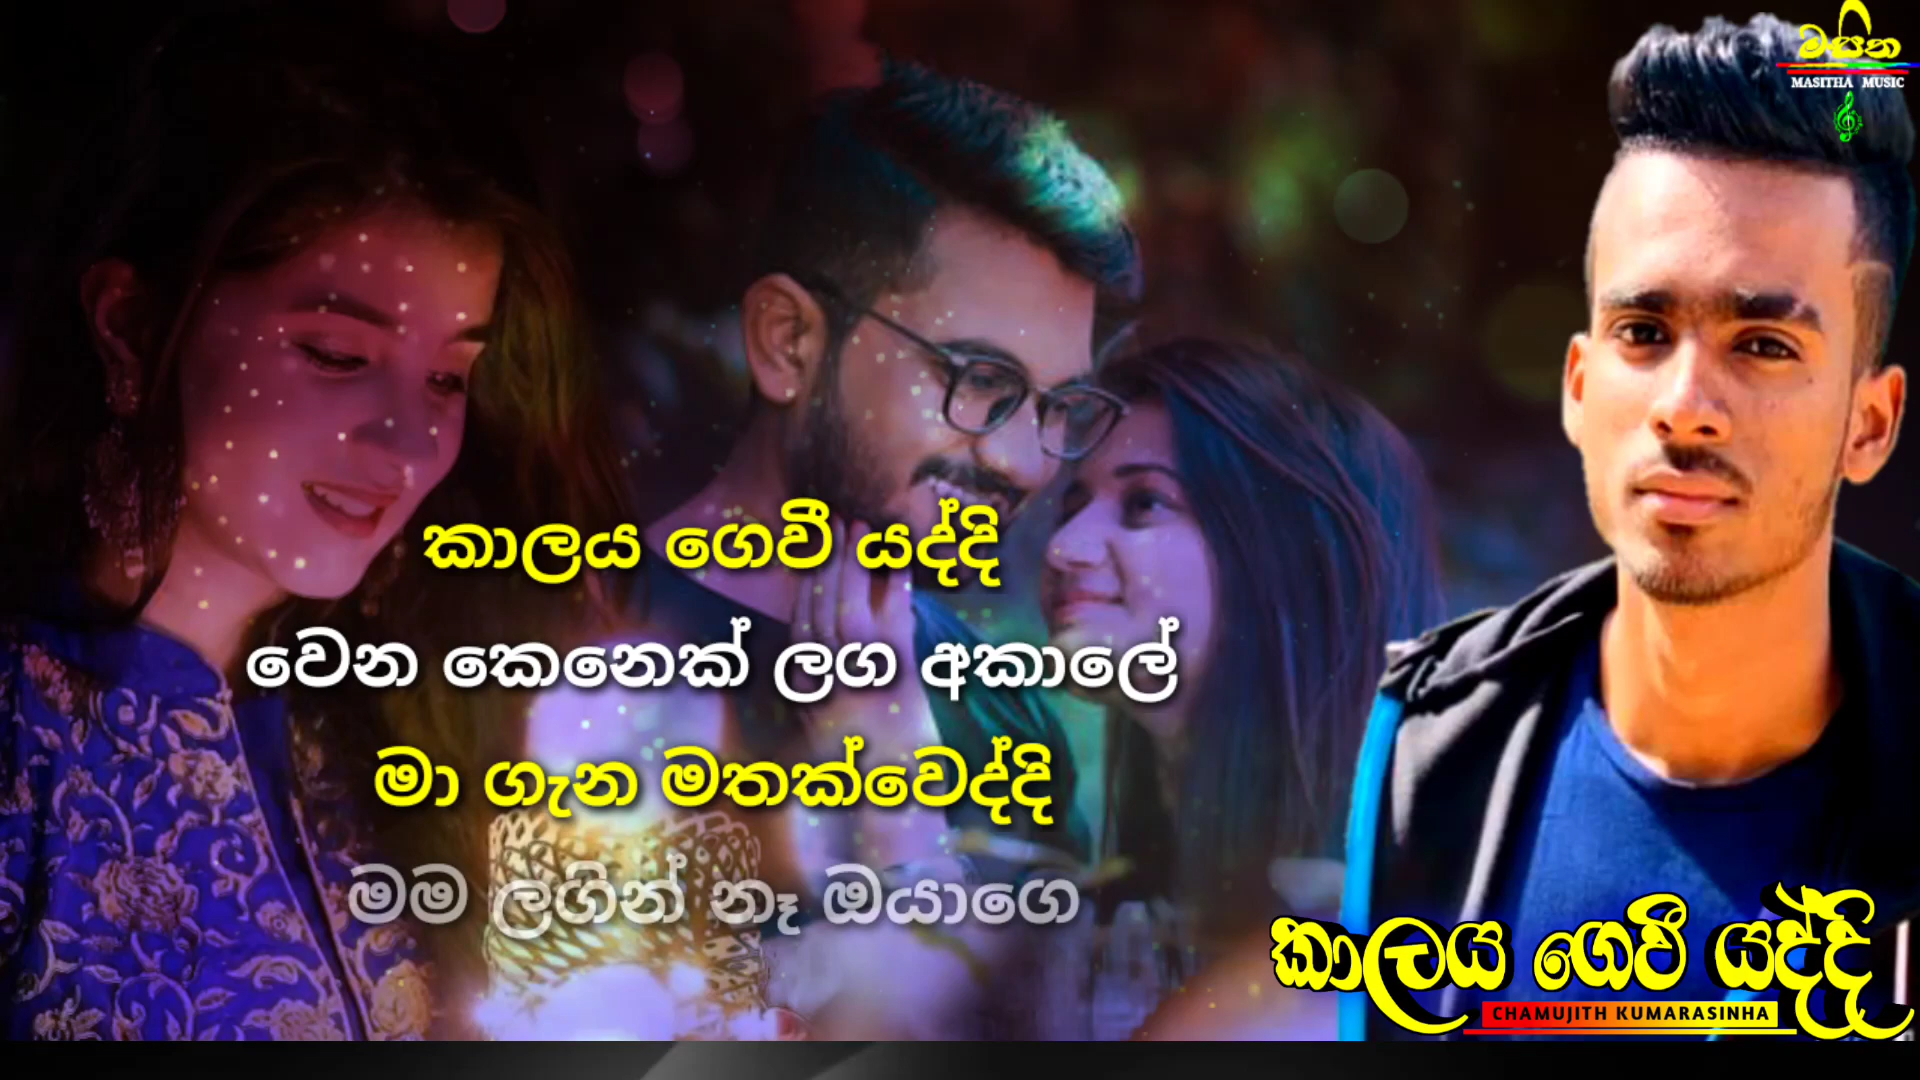 මසිත
MASITHA MUSIC
කාලය ගෙවී යද්දි
වෙන කෙනෙක් ලග අකාලේ
මා ගැන මතක්වෙද්දි
මම ලගින් නෑ ඔයාගෙ
කාලය ගෙවී යද්දි
CHAMUJITH KUMARASINHA